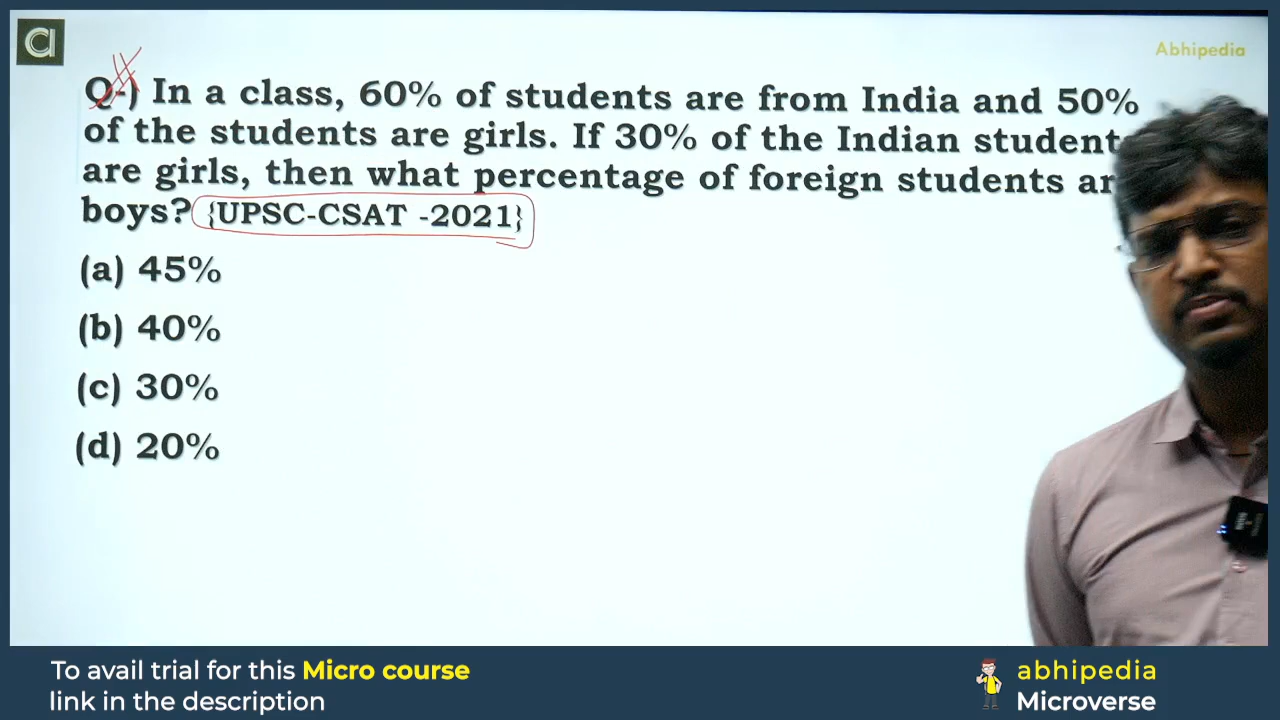 Abhipedia
Q-) In a class, 60% of students are from India and 50%
of the students are girls. If 30% of the Indian
are girls, then what percentage of foreign students
boys? {UPSC-CSAT -2021}
(a) 45%
(b) 40%
(c) 30%
(d) 20%
To avail trial for this Micro course
link in the description
abhipedia
Microverse